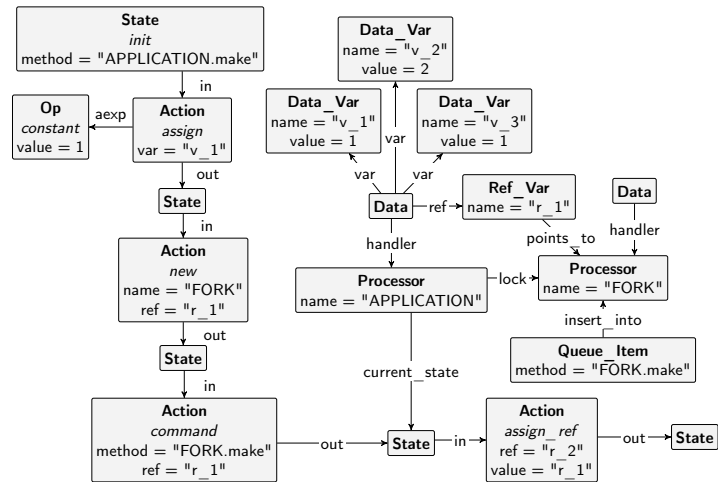 State
init
method = "APPLICATION.make"
in
Op
constant
value = 1
aexp
Action
assign
var = "v_1"
out
State
in
Action
new
name = "FORK"
ref = "r_1"
out
State
in
Action
command
method = "FORK.make"
ref = "r_1"
out
State
in
Action
assign_ref
ref = "r_2"
value = "r_1"
out
State
Data_Var
name = "v_2"
value = 2
Data_Var
name = "v_1"
value = 1
Data_Var
name = "v_3"
value = 1
var
var
var
Data
ref
Ref_Var
name = "r_1"
Data
handler
points_to
handler
Processor
name = "APPLICATION"
lock
Processor
name = "FORK"
insert_into
Queue_Item
method = "FORK.make"
current_state